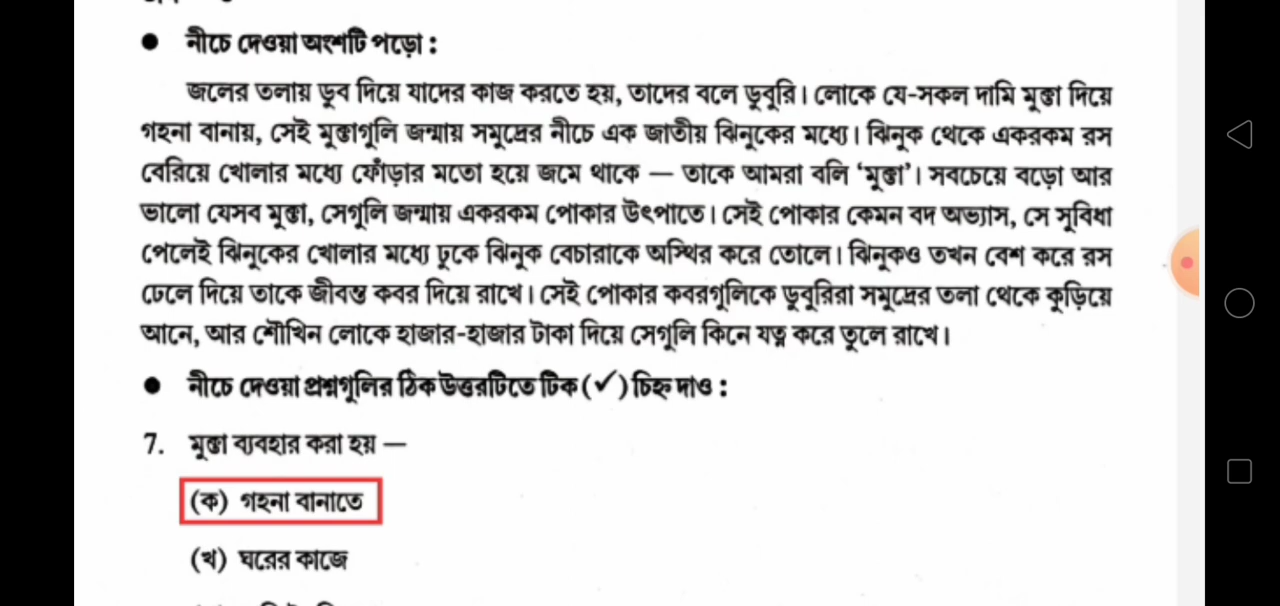 ● নীচে দেওয়া অংশটি পড়ো :
জলের তলায় ডুব দিয়ে যাদের কাজ করতে হয়, তাদের বলে ডুবুরি। লোকে যে-সকল দামি মুক্তা দিয়ে
গহনা বানায়, সেই মুক্তাগুলি জন্মায় সমুদ্রের নীচে এক জাতীয় ঝিনুকের মধ্যে। ঝিনুক থেকে একরকম রস
বেরিয়ে খোলার মধ্যে ফোঁড়ার মতো হয়ে জমে থাকে — তাকে আমরা বলি ‘মুক্তা’। সবচেয়ে বড়ো আর
ভালো যেসব মুক্তা, সেগুলি জন্মায় একরকম পোকার উৎপাতে। সেই পোকার কেমন বদ অভ্যাস, সে সুবিধা
পেলেই ঝিনুকের খোলার মধ্যে ঢুকে ঝিনুক বেচারাকে অস্থির করে তোলে। ঝিনুকও তখন বেশ করে রস
ঢেলে দিয়ে তাকে জীবন্ত কবর দিয়ে রাখে। সেই পোকার কবরগুলিকে ডুবুরিরা সমুদ্রের তলা থেকে কুড়িয়ে
আনে, আর শৌখিন লোকে হাজার-হাজার টাকা দিয়ে সেগুলি কিনে যত্ন করে তুলে রাখে।
● নীচে দেওয়া প্রশ্নগুলির ঠিক উত্তরটিতে টিক (✓) চিহ্ন দাও :
7. মুক্তা ব্যবহার করা হয় —
(ক) গহনা বানাতে
(খ) ঘরের কাজে